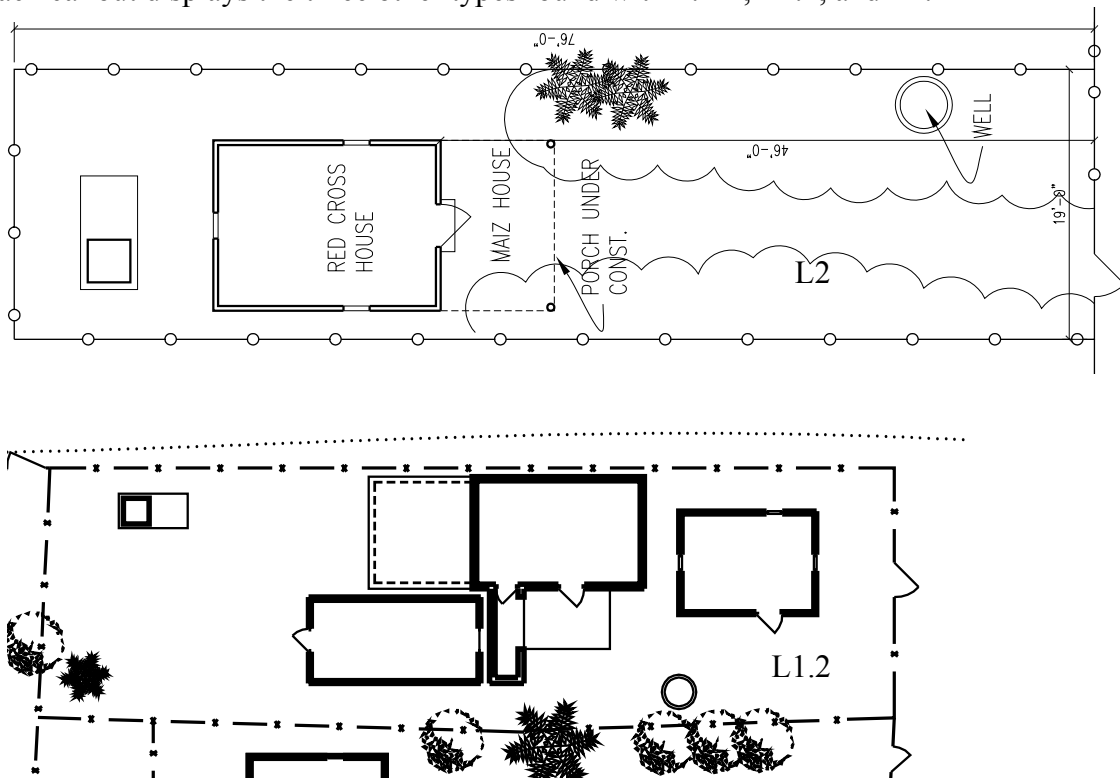 76'-0"
WELL
46'-0"
19'-0"
RED CROSS
HOUSE
MAIZ HOUSE
PORCH UNDER
CONST.
L2
L1.2